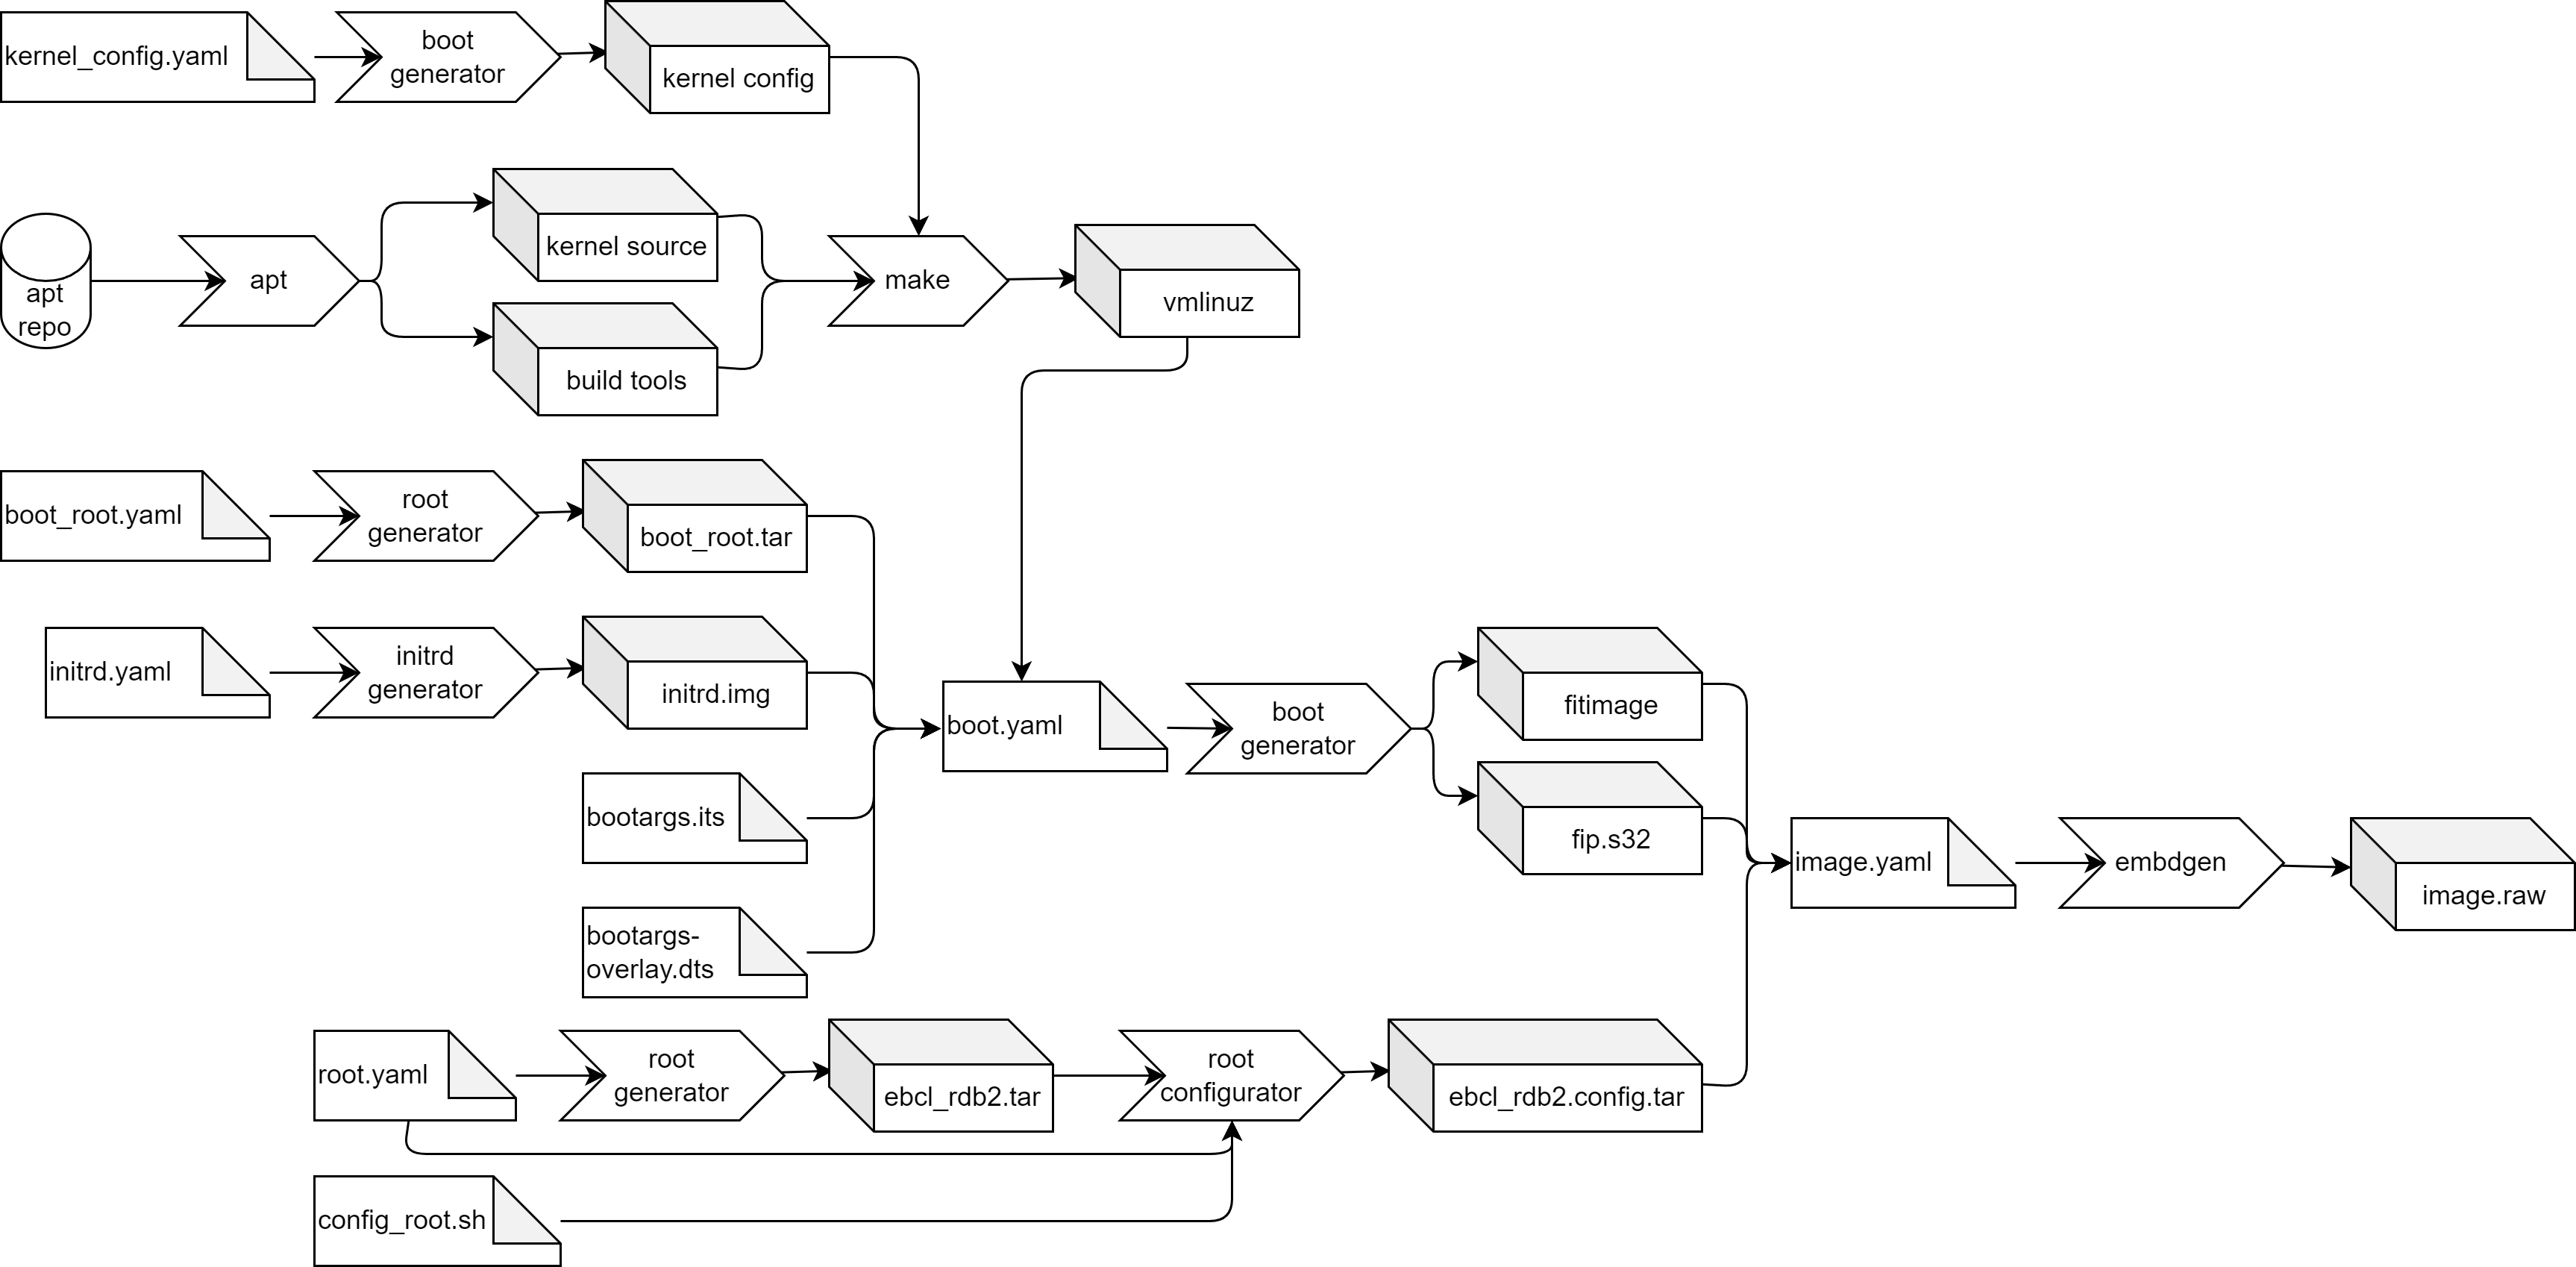 kernel_config.yaml
boot
generator
kernel config
kernel source
apt
repo
apt
make
vmlinuz
build tools
boot_root.yaml
root
generator
boot_root.tar
initrd.yaml
initrd
generator
initrd.img
boot.yaml
boot
generator
fitimage
bootargs.its
fip.s32
image.yaml
embdgen
image.raw
bootargs-
overlay.dts
root.yaml
root
generator
ebcl_rdb2.tar
root
configurator
ebcl_rdb2.config.tar
config_root.sh